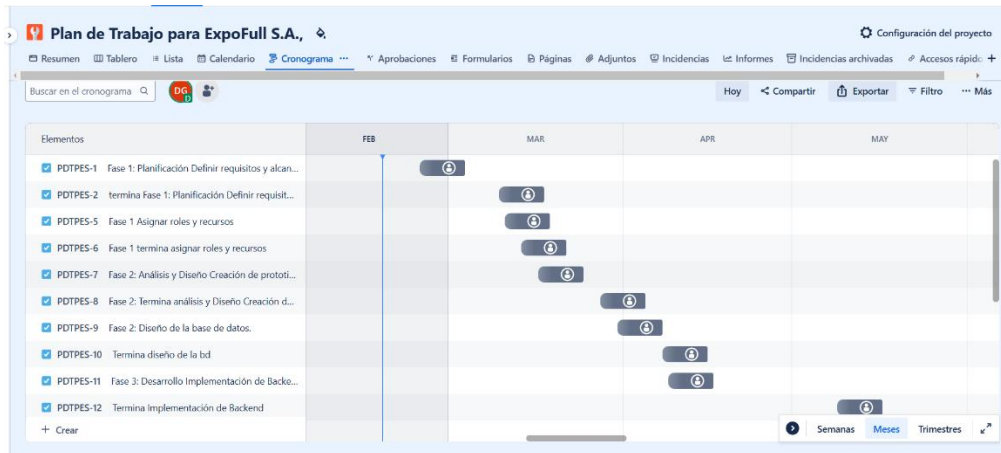 Plan de Trabajo para ExpoFull S.A.,
Configuración del proyecto
Resumen Tablero Lista Calendario Cronograma Aprobaciones Formularios Páginas Adjuntos Incidencias Informes Incidencias archivadas Accesos rápidc
Buscar en el cronograma DG D Hoy Compartir Exportar Filtro Más
Elementos FEB MAR APR MAY
PDTPES-1 Fase 1: Planificación Definir requisitos y alcan...
PDTPES-2 termina Fase 1: Planificación Definir requisit...
PDTPES-5 Fase 1 Asignar roles y recursos
PDTPES-6 Fase 1 termina asignar roles y recursos
PDTPES-7 Fase 2: Análisis y Diseño Creación de prototi...
PDTPES-8 Fase 2: Termina análisis y Diseño Creación d...
PDTPES-9 Fase 2: Diseño de la base de datos.
PDTPES-10 Termina diseño de la bd
PDTPES-11 Fase 3: Desarrollo Implementación de Backe...
PDTPES-12 Termina Implementación de Backend
+ Crear
Semanas Meses Trimestres